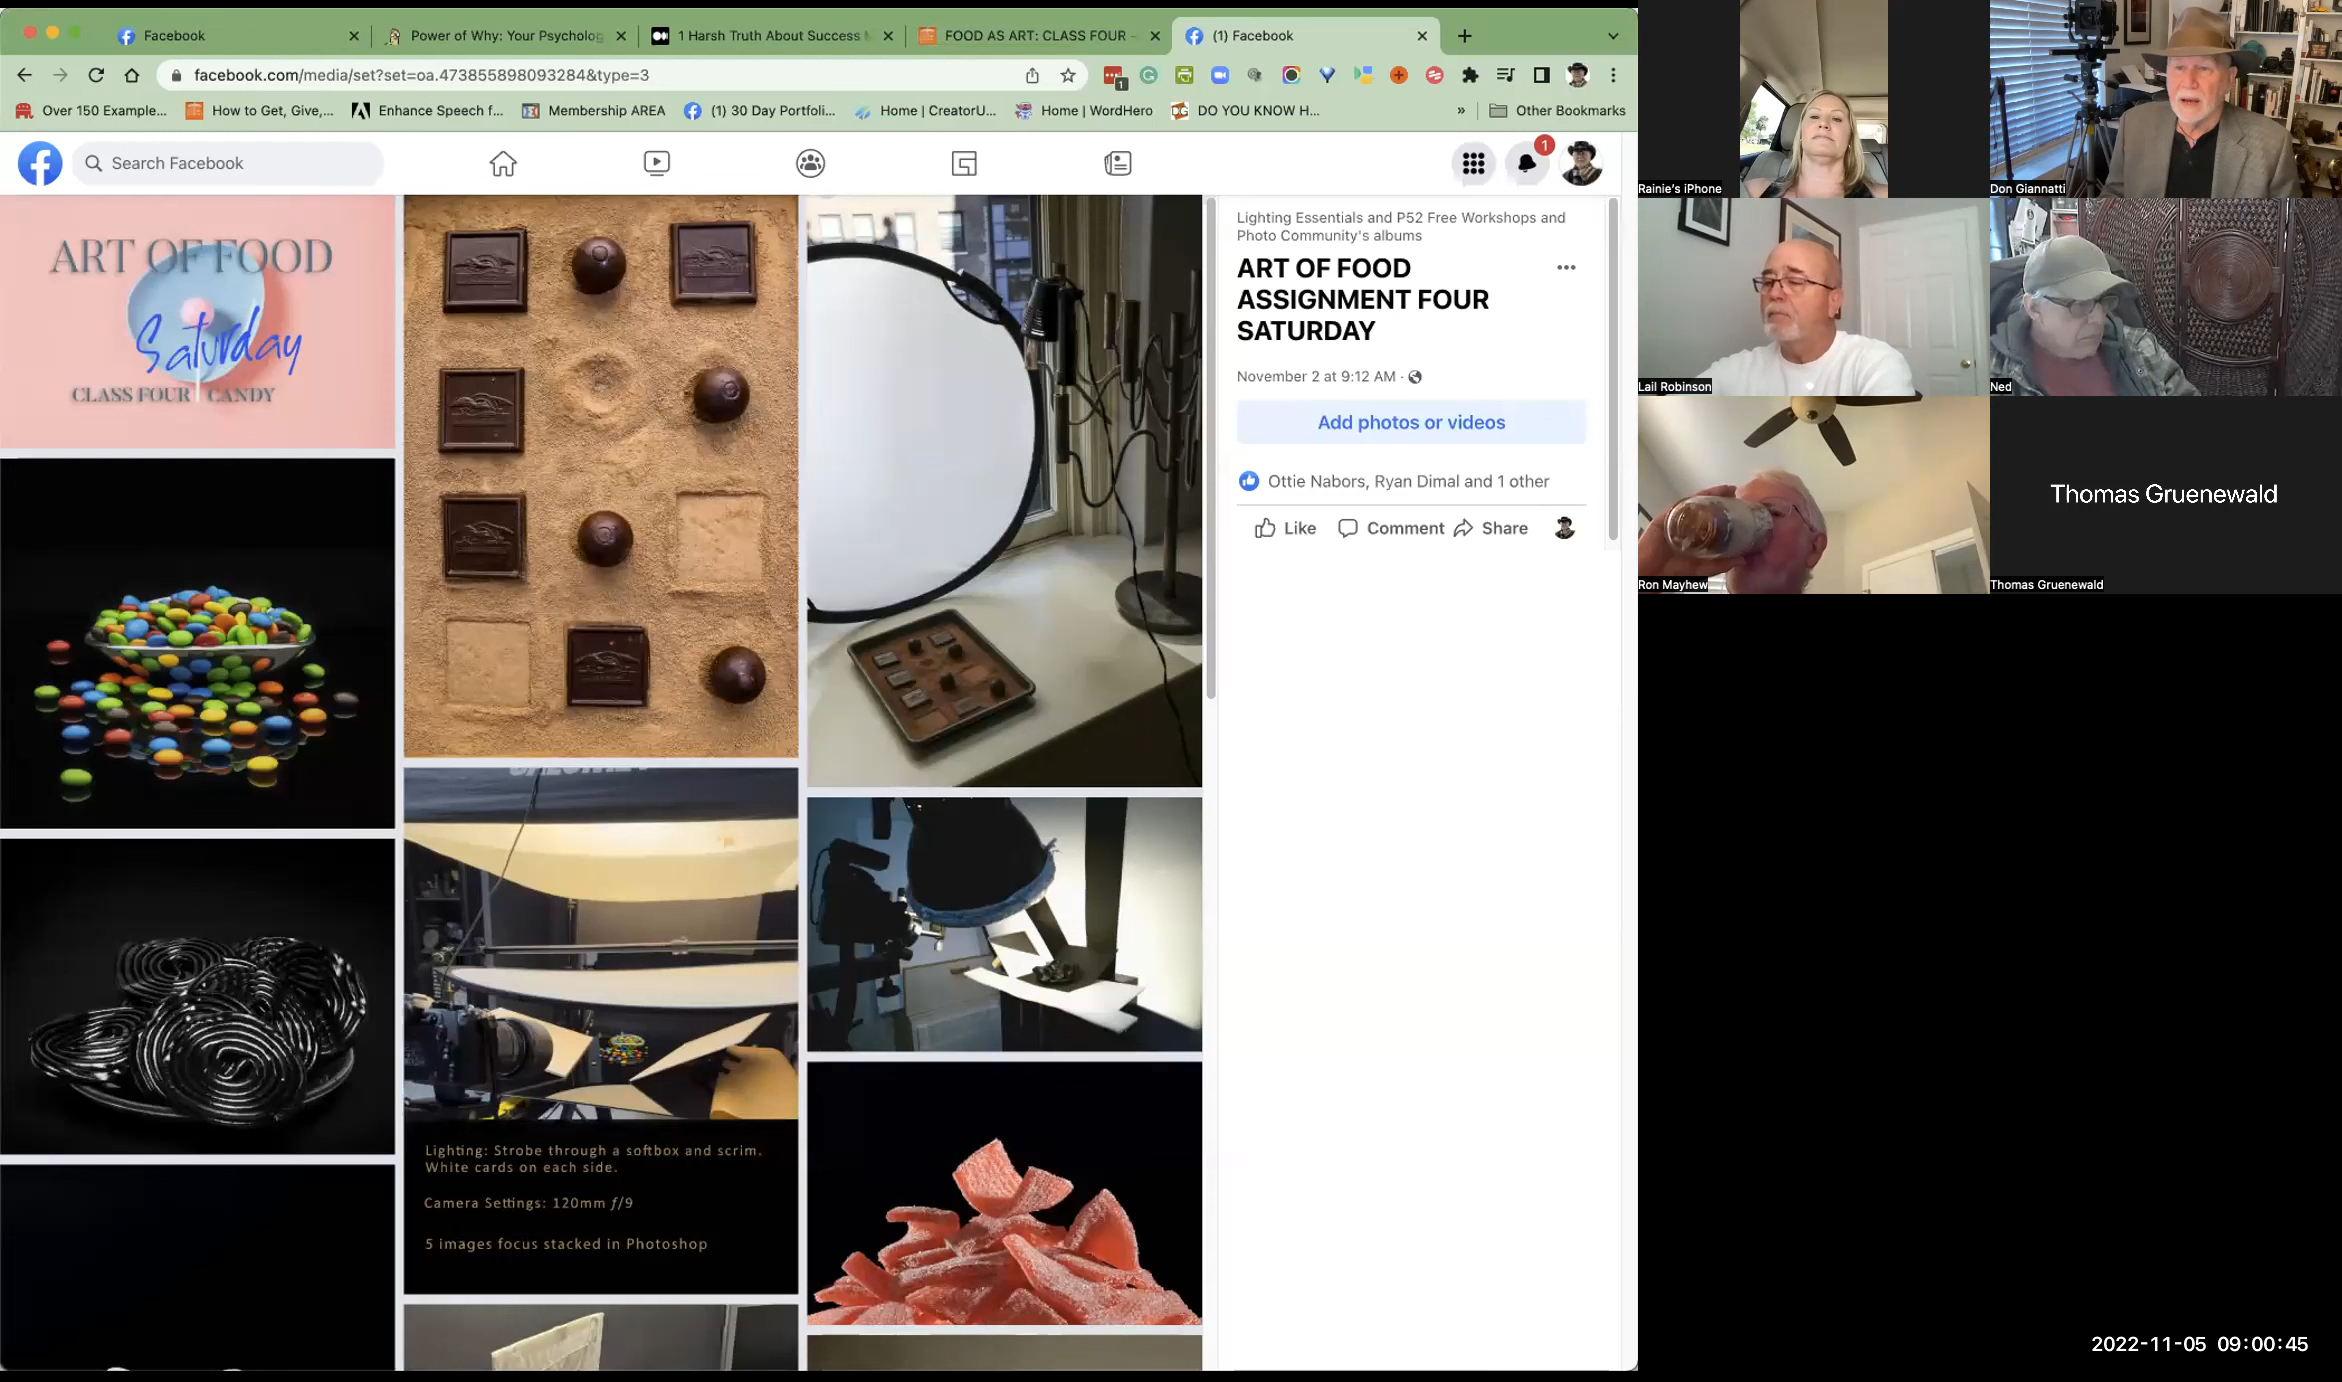 Facebook
Power of Why: Your Psycholog
1 Harsh Truth About Success
FOOD AS ART: CLASS FOUR -
(1) Facebook
facebook.com/media/set?set=oa.473855898093284&type=3
1
Over 150 Example...
How to Get, Give,...
Enhance Speech f...
Membership AREA
(1) 30 Day Portfoli...
Home | CreatorU...
Home | WordHero
DO YOU KNOW H...
»
Other Bookmarks
Search Facebook
1
ART OF FOOD
Saturday
CLASS FOUR CANDY
Lighting: Strobe through a softbox and scrim.
White cards on each side.
Camera Settings: 120mm f/9
5 images focus stacked in Photoshop
Lighting Essentials and P52 Free Workshops and
Photo Community's albums
ART OF FOOD
ASSIGNMENT FOUR
SATURDAY
November 2 at 9:12 AM ·
Add photos or videos
Ottie Nabors, Ryan Dimal and 1 other
Like
Comment
Share
Rainie's iPhone
Don Giannatti
Lail Robinson
Ned
Ron Mayhew
Thomas Gruenewald
Thomas Gruenewald
2022-11-05 09:00:45